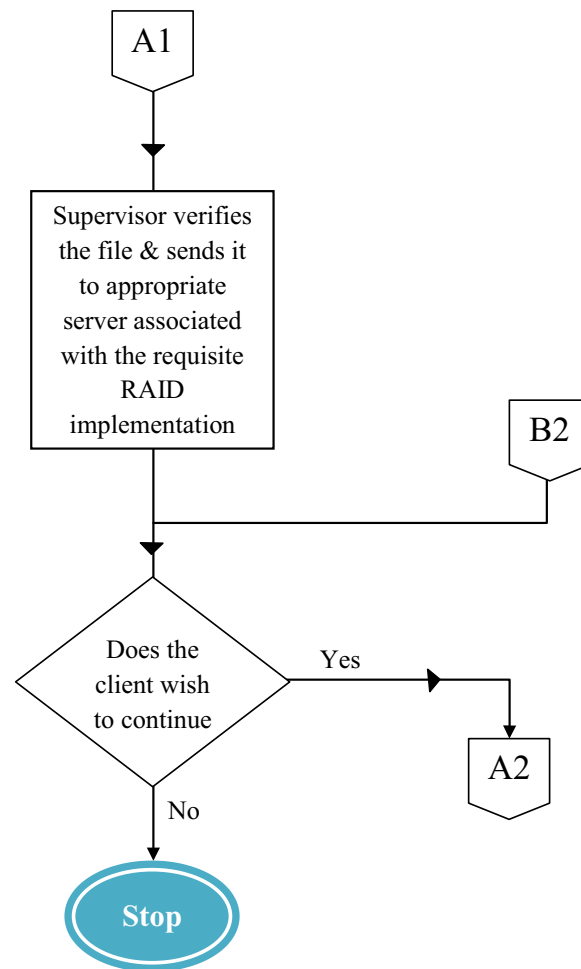 A1
Supervisor verifies
the file & sends it
to appropriate
server associated
with the requisite
RAID
implementation
B2
Does the
client wish
to continue
Yes
A2
No
Stop